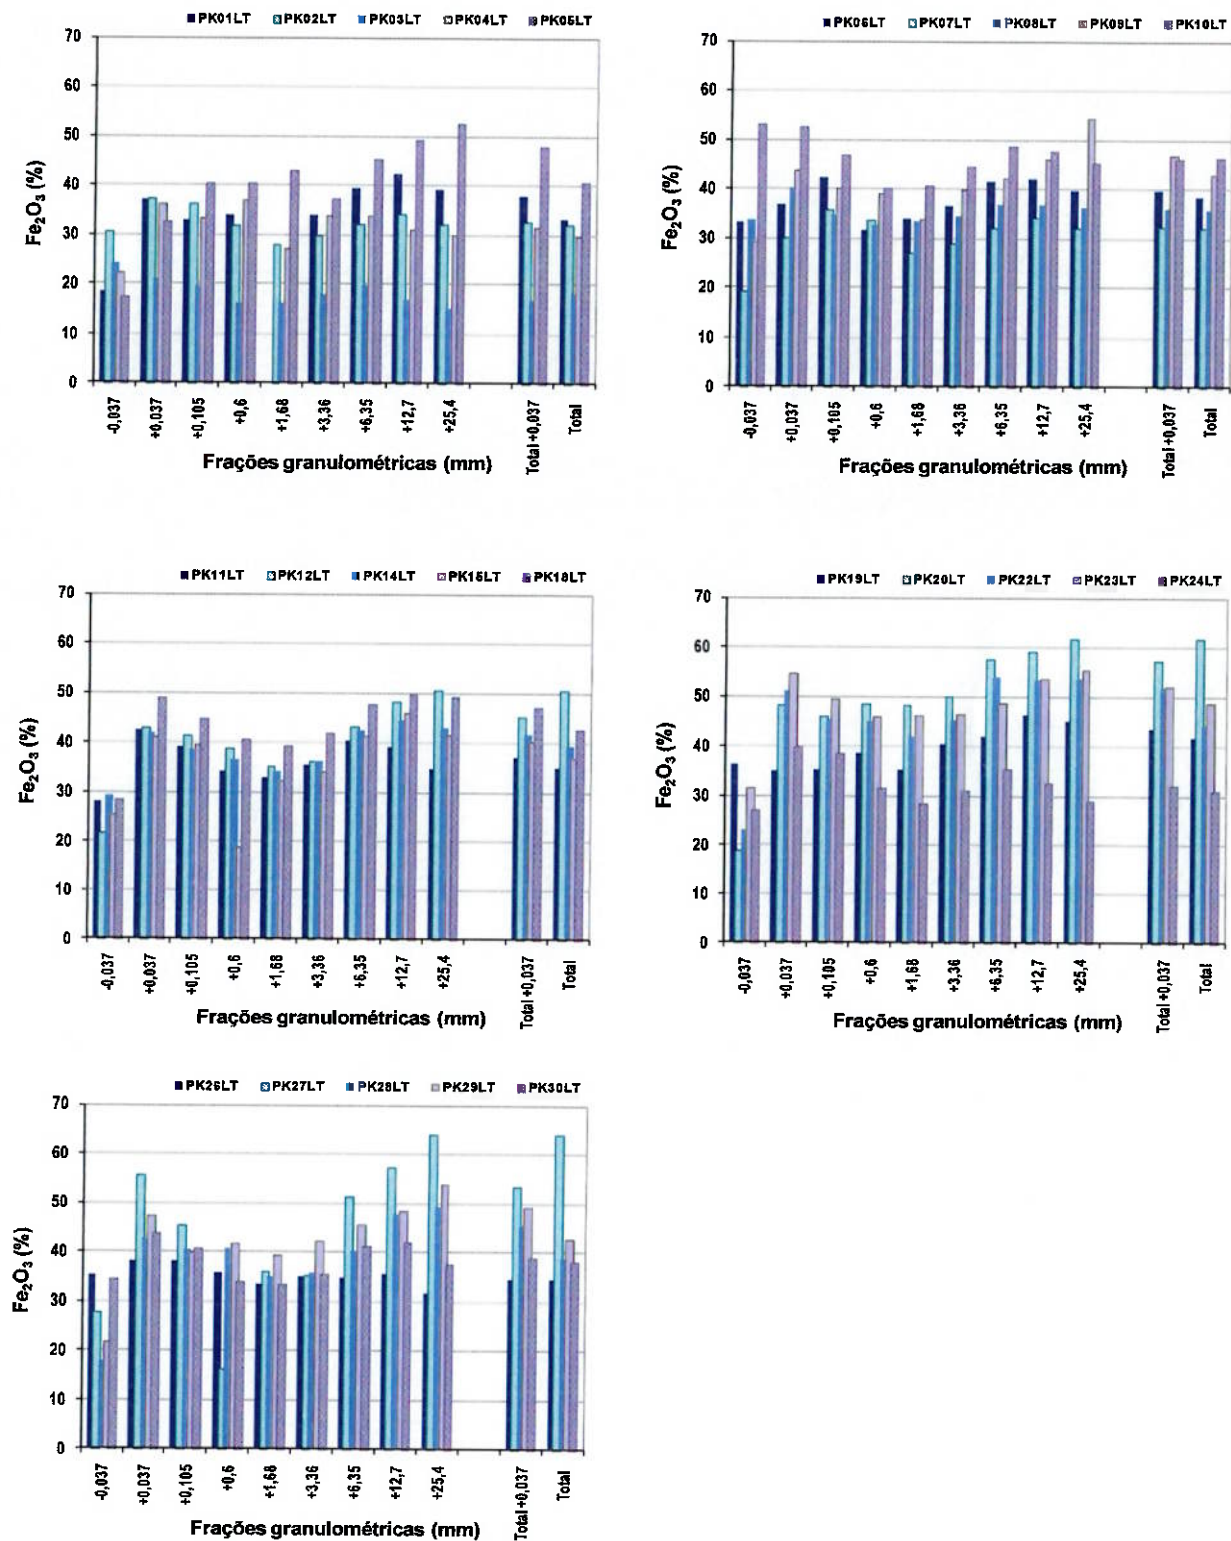 PK01LT PK02LT PK03LT PK04LT PK05LT
70
60
50
40
30
20
10
0
Fe₂O₃ (%)
-0,037 +0,037 +0,105 +0,6 +1,68 +3,36 +6,35 +12,7 +25,4 Total +0,037 Total
Frações granulométricas (mm)
PK06LT PK07LT PK08LT PK09LT PK10LT
70
60
50
40
30
20
10
0
Fe₂O₃ (%)
-0,037 +0,037 +0,105 +0,6 +1,68 +3,36 +6,35 +12,7 +25,4 Total +0,037 Total
Frações granulométricas (mm)
PK11LT PK12LT PK14LT PK15LT PK18LT
70
60
50
40
30
20
10
0
Fe₂O₃ (%)
-0,037 +0,037 +0,105 +0,6 +1,68 +3,36 +6,35 +12,7 +25,4 Total +0,037 Total
Frações granulométricas (mm)
PK19LT PK20LT PK22LT PK23LT PK24LT
70
60
50
40
30
20
10
0
Fe₂O₃ (%)
-0,037 +0,037 +0,105 +0,6 +1,68 +3,36 +6,35 +12,7 +25,4 Total +0,037 Total
Frações granulométricas (mm)
PK26LT PK27LT PK28LT PK29LT PK30LT
70
60
50
40
30
20
10
0
Fe₂O₃ (%)
-0,037 +0,037 +0,105 +0,6 +1,68 +3,36 +6,35 +12,7 +25,4 Total +0,037 Total
Frações granulométricas (mm)